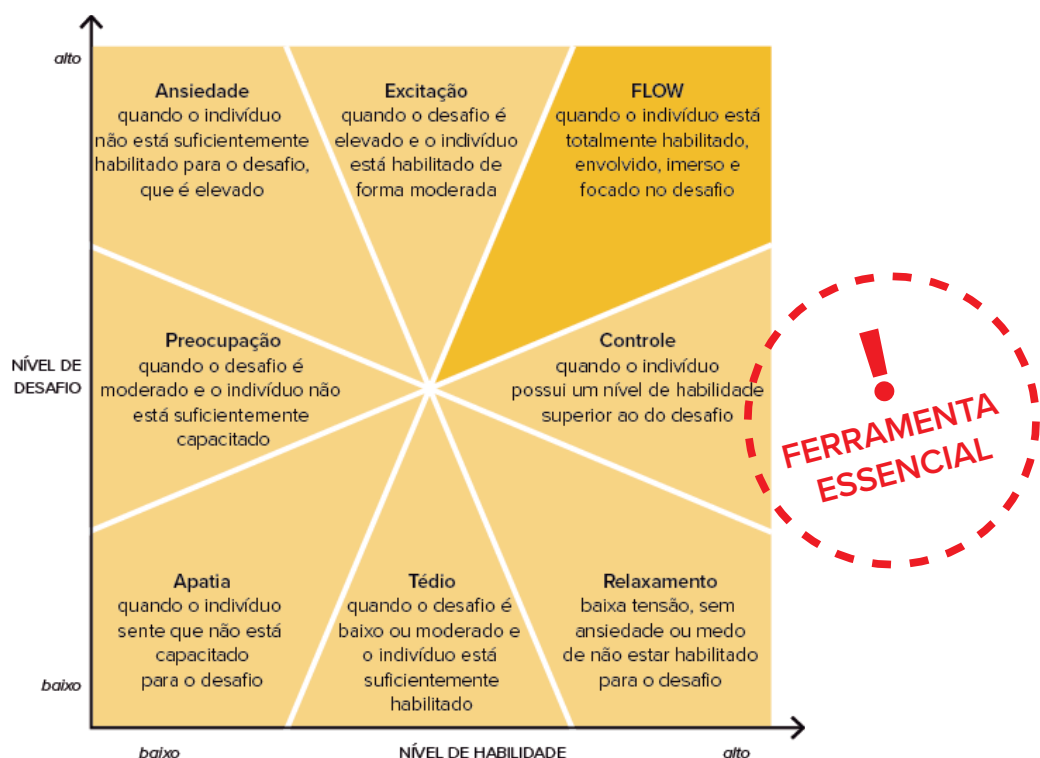 alto
Ansiedade
quando o indivíduo
não está suficientemente
habilitado para o desafio,
que é elevado
Excitação
quando o desafio é
elevado e o indivíduo
está habilitado de
forma moderada
FLOW
quando o indivíduo está
totalmente habilitado,
envolvido, imerso e
focado no desafio
NÍVEL DE
DESAFIO
Preocupação
quando o desafio é
moderado e o indivíduo não
está suficientemente
capacitado
Controle
quando o indivíduo
possui um nível de habilidade
superior ao do desafio
!
FERRAMENTA
ESSENCIAL
Apatia
quando o indivíduo
sente que não está
capacitado
para o desafio
Tédio
quando o desafio é
baixo ou moderado e
o indivíduo está
suficientemente
habilitado
Relaxamento
baixa tensão, sem
ansiedade ou medo
de não estar habilitado
para o desafio
baixo
baixo
NÍVEL DE HABILIDADE
alto